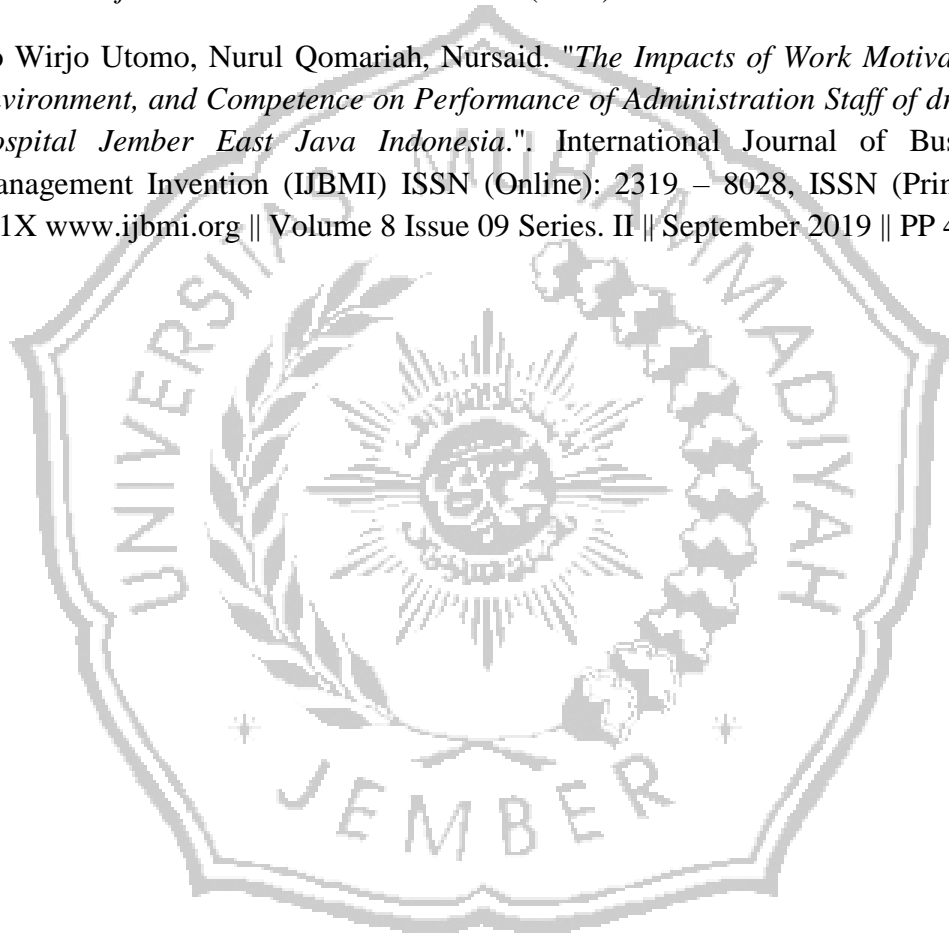 o Wirjo Utomo, Nurul Qomariah, Nursaid. "The Impacts of Work Motiva
vironment, and Competence on Performance of Administration Staff of dr
ospital Jember East Java Indonesia.". International Journal of Bus
anagement Invention (IJBMI) ISSN (Online): 2319 – 8028, ISSN (Prin
1X www.ijbmi.org || Volume 8 Issue 09 Series. II || September 2019 || PP 4
UNIVERSITAS MUHAMMADIYAH
JEMBER